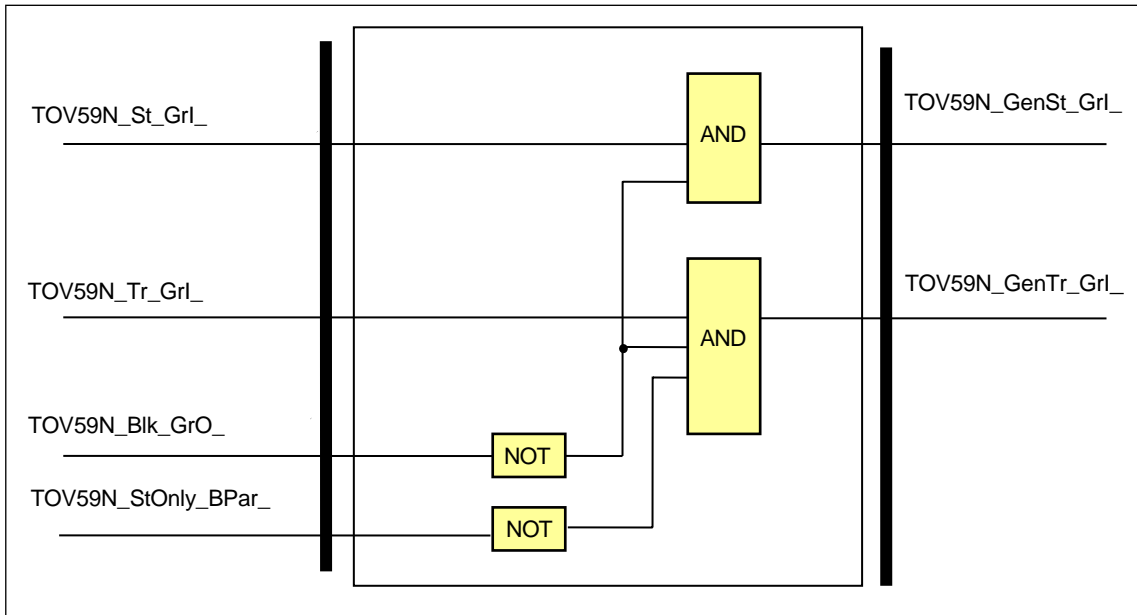 TOV59N_St_GrI_
TOV59N_GenSt_GrI_
AND
TOV59N_Tr_GrI_
TOV59N_GenTr_GrI_
AND
TOV59N_Blk_GrO_
NOT
TOV59N_StOnly_BPar_
NOT